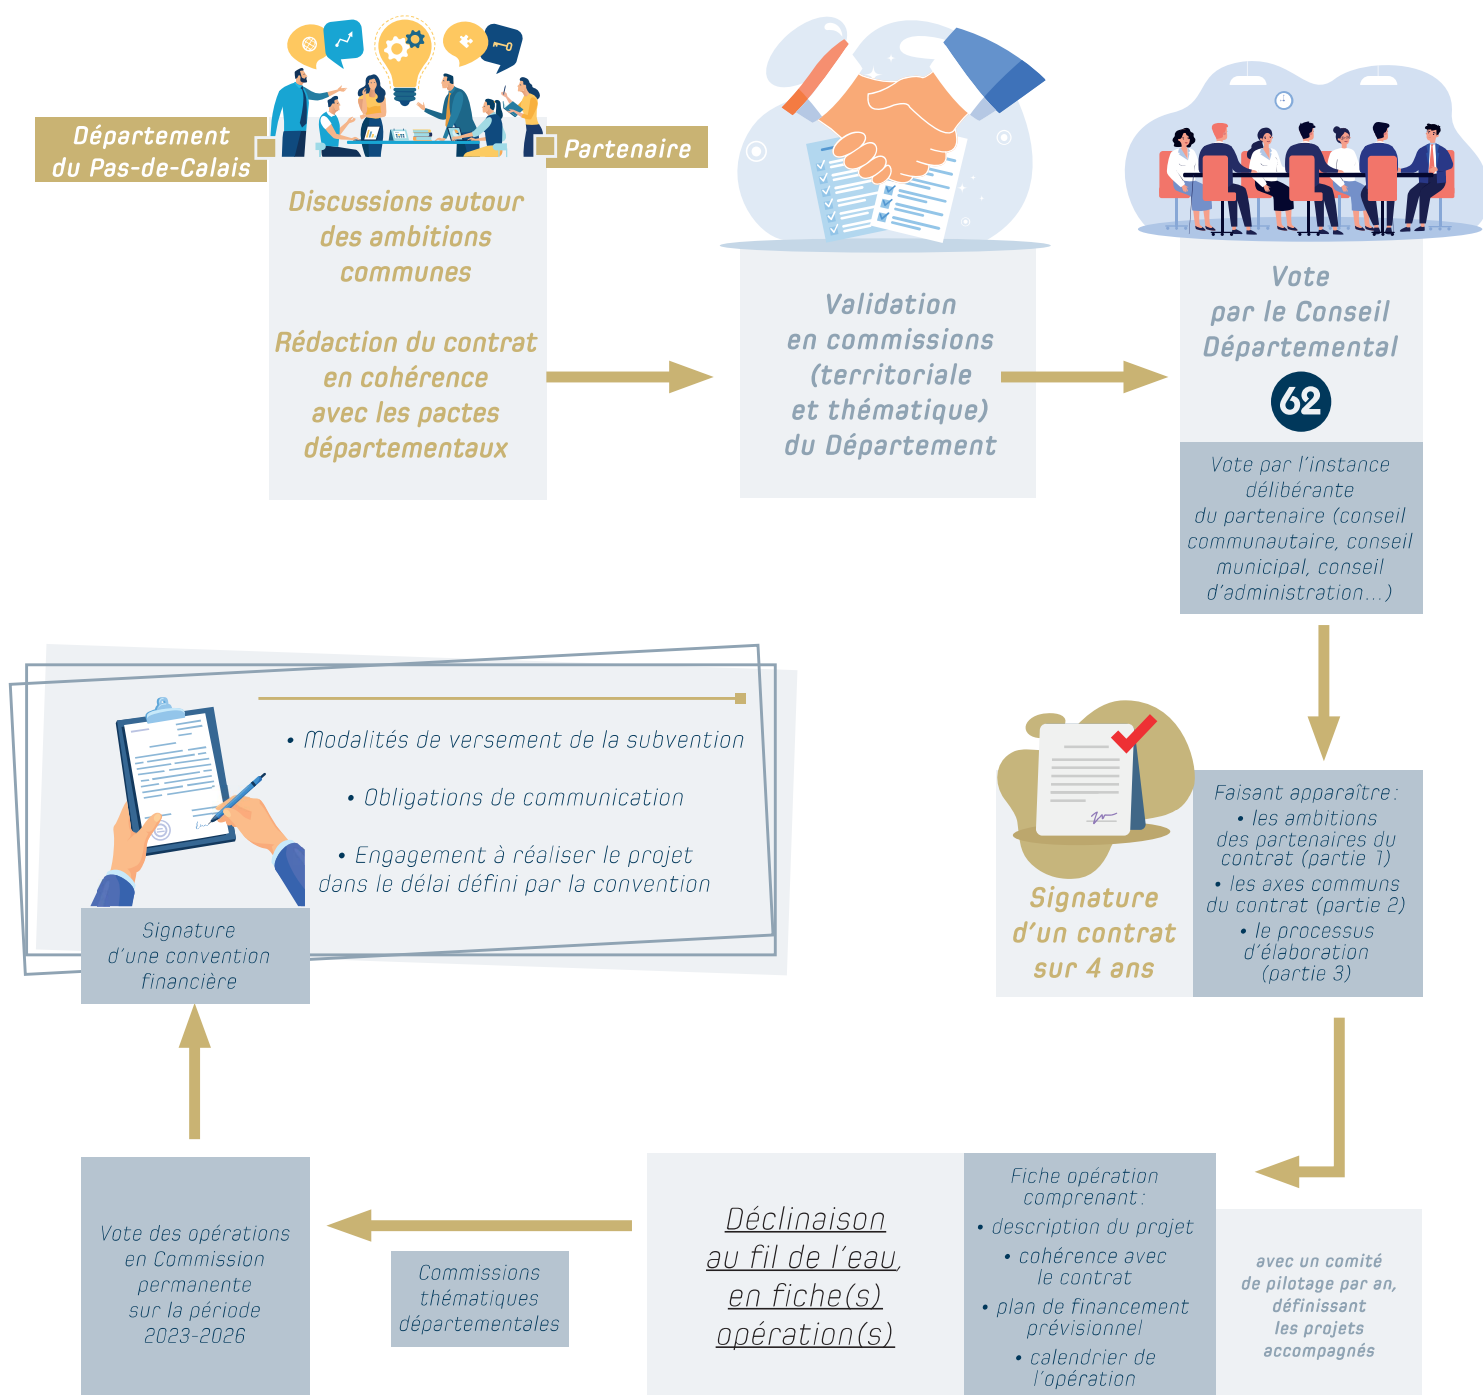 Département
du Pas-de-Calais
Partenaire
Discussions autour
des ambitions
communes
Rédaction du contrat
en cohérence
avec les pactes
départementaux
Validation
en commissions
(territoriale
et thématique)
du Département
Vote
par le Conseil
Départemental
62
Vote par l'instance
délibérante
du partenaire (conseil
communautaire, conseil
municipal, conseil
d'administration...)
Signature
d'un contrat
sur 4 ans
Faisant apparaître :
• les ambitions
des partenaires du
contrat (partie 1)
• les axes communs
du contrat (partie 2)
• le processus
d'élaboration
(partie 3)
avec un comité
de pilotage par an,
définissant
les projets
accompagnés
Fiche opération
comprenant :
• description du projet
• cohérence avec
le contrat
• plan de financement
prévisionnel
• calendrier de
l'opération
Déclinaison
au fil de l'eau,
en fiche(s)
opération(s)
Commissions
thématiques
départementales
Vote des opérations
en Commission
permanente
sur la période
2023-2026
Signature
d'une convention
financière
• Modalités de versement de la subvention
• Obligations de communication
• Engagement à réaliser le projet
dans le délai défini par la convention